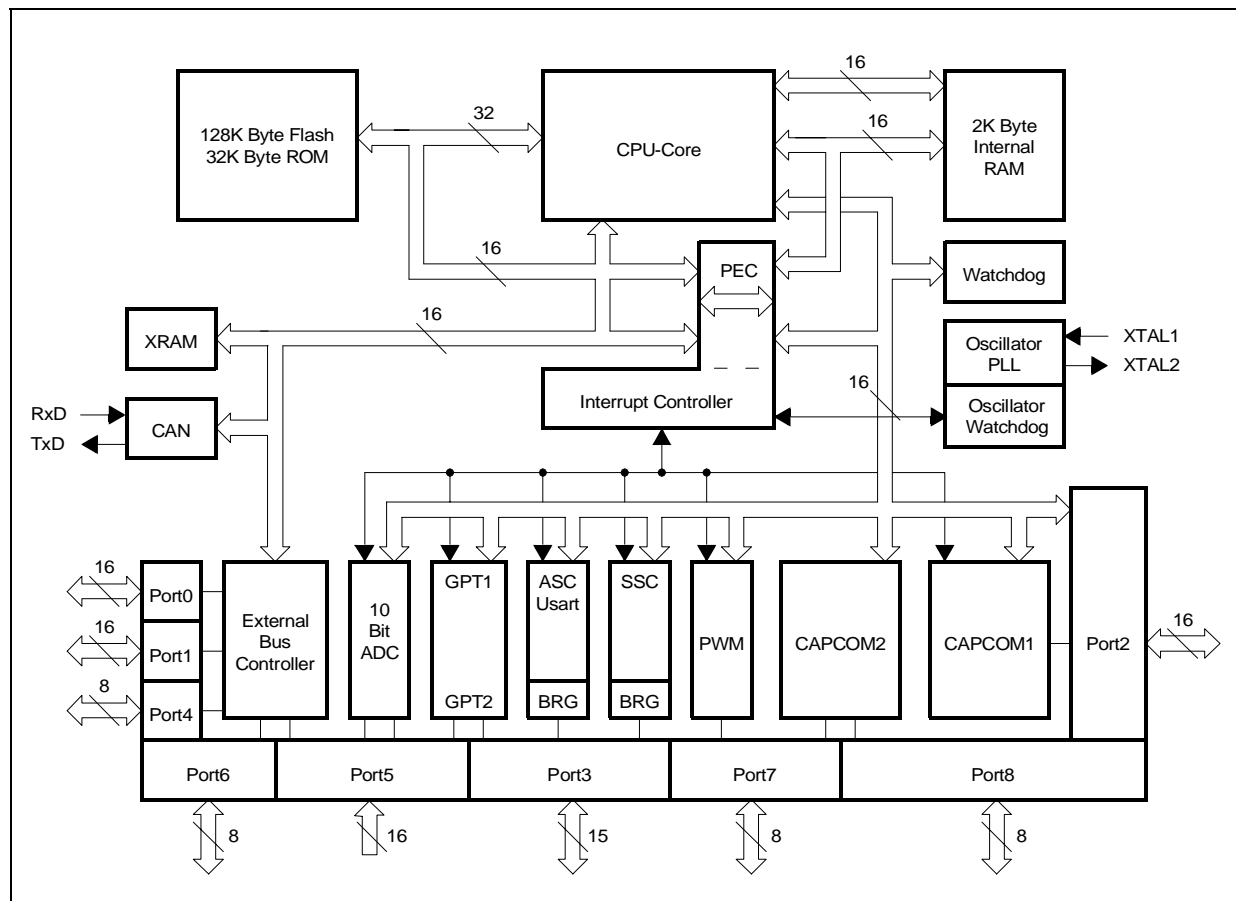 128K Byte Flash
32K Byte ROM
32
CPU-Core
16
16
2K Byte
Internal
RAM
16
PEC
Watchdog
XRAM
16
Oscillator
PLL
XTAL1
XTAL2
16
Oscillator
Watchdog
Interrupt Controller
RxD
TxD
CAN
16
Port0
16
Port1
8
Port4
External
Bus
Controller
10
Bit
ADC
GPT1
GPT2
ASC
Usart
BRG
SSC
BRG
PWM
CAPCOM2
CAPCOM1
Port2
16
Port6
Port5
Port3
Port7
Port8
8
16
15
8
8